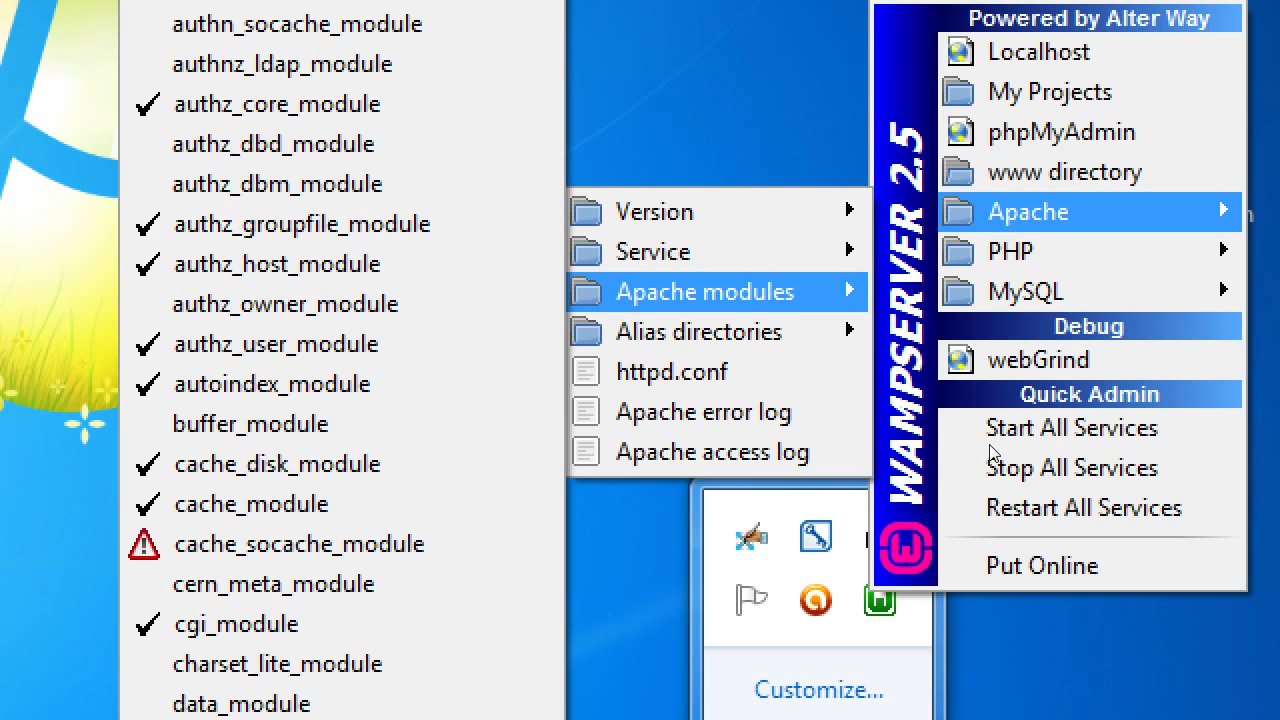 authn_socache_module
authnz_ldap_module
authz_core_module
authz_dbd_module
authz_dbm_module
authz_groupfile_module
authz_host_module
authz_owner_module
authz_user_module
autoindex_module
buffer_module
cache_disk_module
cache_module
cache_socache_module
cern_meta_module
cgi_module
charset_lite_module
data_module
Version
Service
Apache modules
Alias directories
httpd.conf
Apache error log
Apache access log
WAMPSERVER 2.5
Powered by Alter Way
Localhost
My Projects
phpMyAdmin
www directory
Apache
PHP
MySQL
Debug
webGrind
Quick Admin
Start All Services
Stop All Services
Restart All Services
Put Online
Customize...